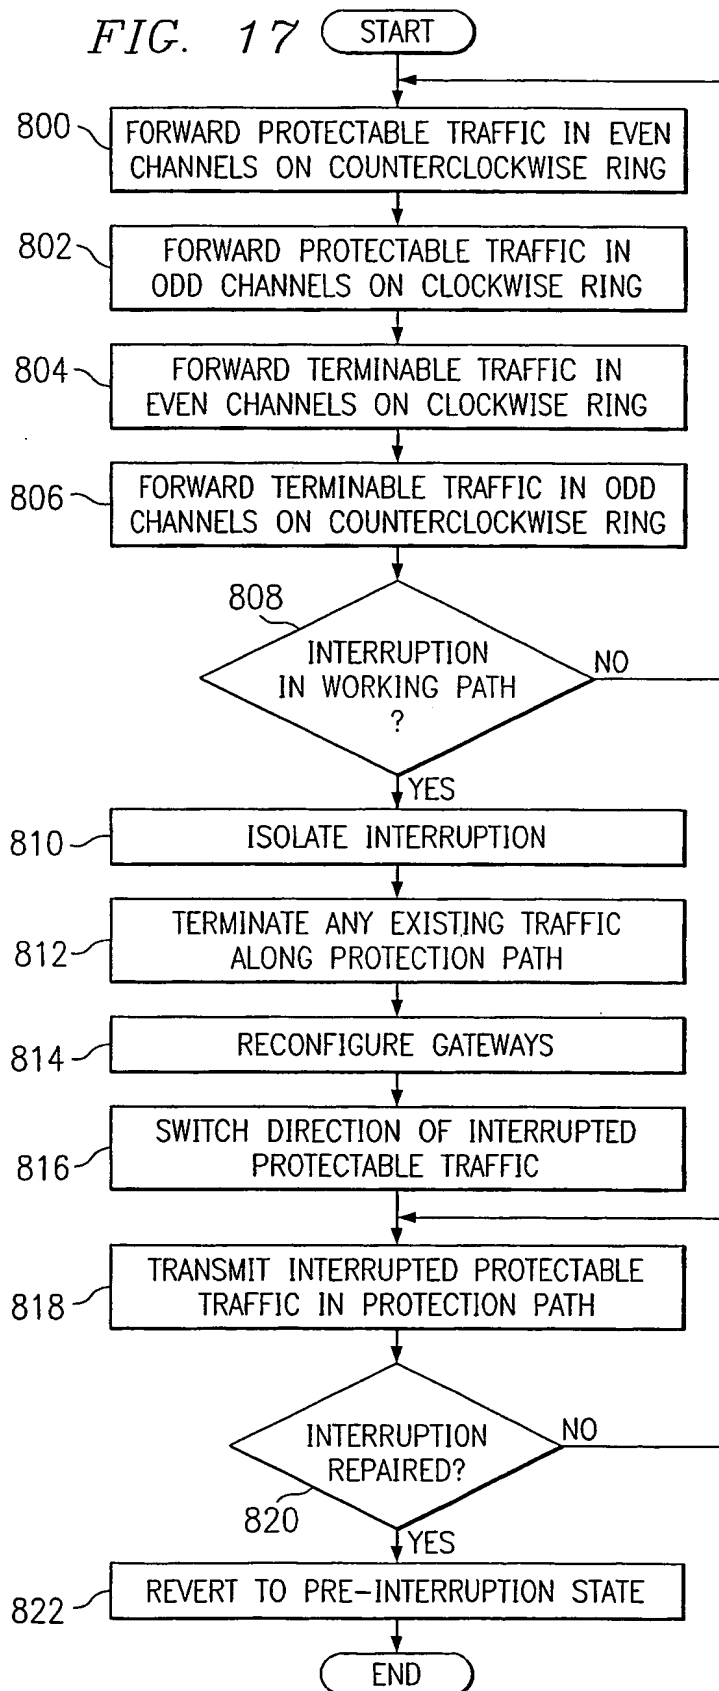 FIG. 17
START
800
FORWARD PROTECTABLE TRAFFIC IN EVEN
CHANNELS ON COUNTERCLOCKWISE RING
802
FORWARD PROTECTABLE TRAFFIC IN
ODD CHANNELS ON CLOCKWISE RING
804
FORWARD TERMINABLE TRAFFIC IN
EVEN CHANNELS ON CLOCKWISE RING
806
FORWARD TERMINABLE TRAFFIC IN ODD
CHANNELS ON COUNTERCLOCKWISE RING
808
INTERRUPTION
IN WORKING PATH
?
NO
YES
810
ISOLATE INTERRUPTION
812
TERMINATE ANY EXISTING TRAFFIC
ALONG PROTECTION PATH
814
RECONFIGURE GATEWAYS
816
SWITCH DIRECTION OF INTERRUPTED
PROTECTABLE TRAFFIC
818
TRANSMIT INTERRUPTED PROTECTABLE
TRAFFIC IN PROTECTION PATH
INTERRUPTION
REPAIRED?
NO
820
YES
822
REVERT TO PRE-INTERRUPTION STATE
END